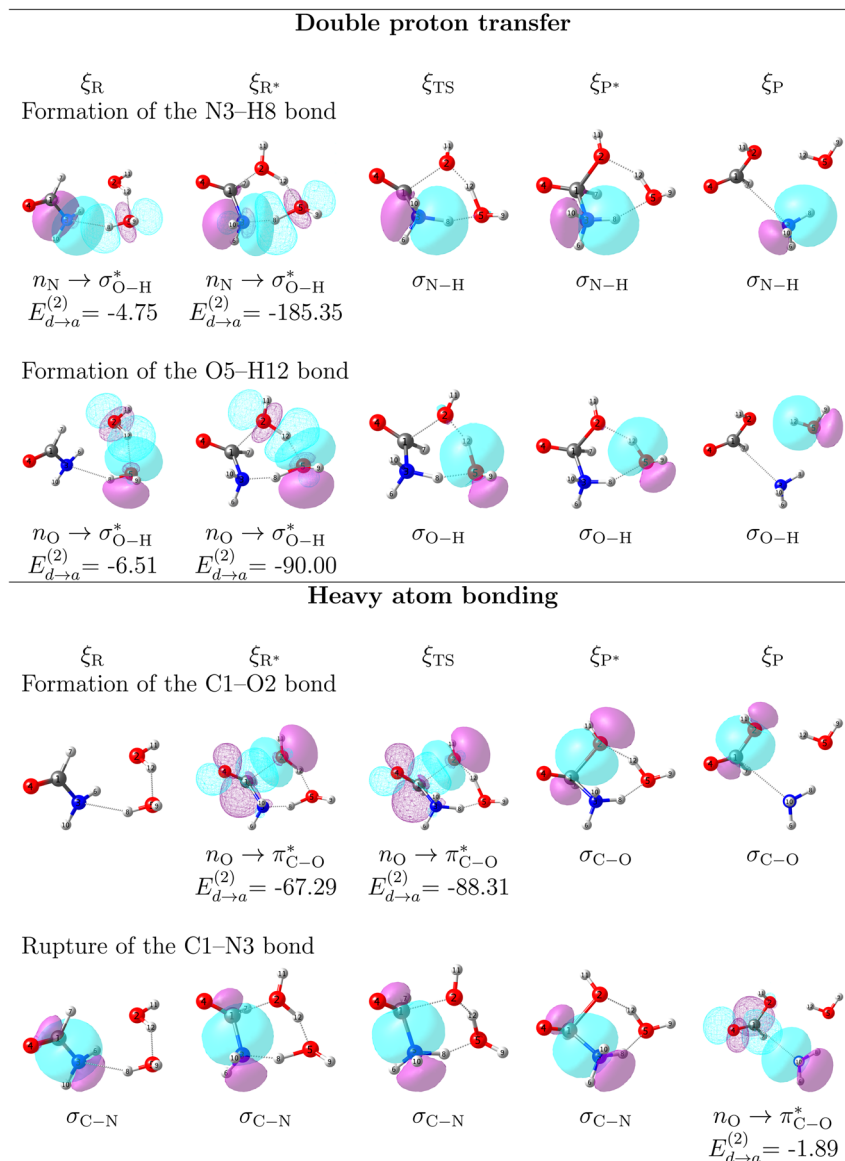 Double proton transfer
ξR ξR* ξTS ξP* ξP
Formation of the N3–H8 bond
nN → σ*O−H nN → σ*O−H σN−H σN−H σN−H
E(2)d→a= -4.75 E(2)d→a= -185.35
Formation of the O5–H12 bond
nO → σ*O−H nO → σ*O−H σO−H σO−H σO−H
E(2)d→a= -6.51 E(2)d→a= -90.00
Heavy atom bonding
ξR ξR* ξTS ξP* ξP
Formation of the C1–O2 bond
nO → π*C−O nO → π*C−O σC−O σC−O
E(2)d→a= -67.29 E(2)d→a= -88.31
Rupture of the C1–N3 bond
σC−N σC−N σC−N σC−N nO → π*C−O
E(2)d→a= -1.89